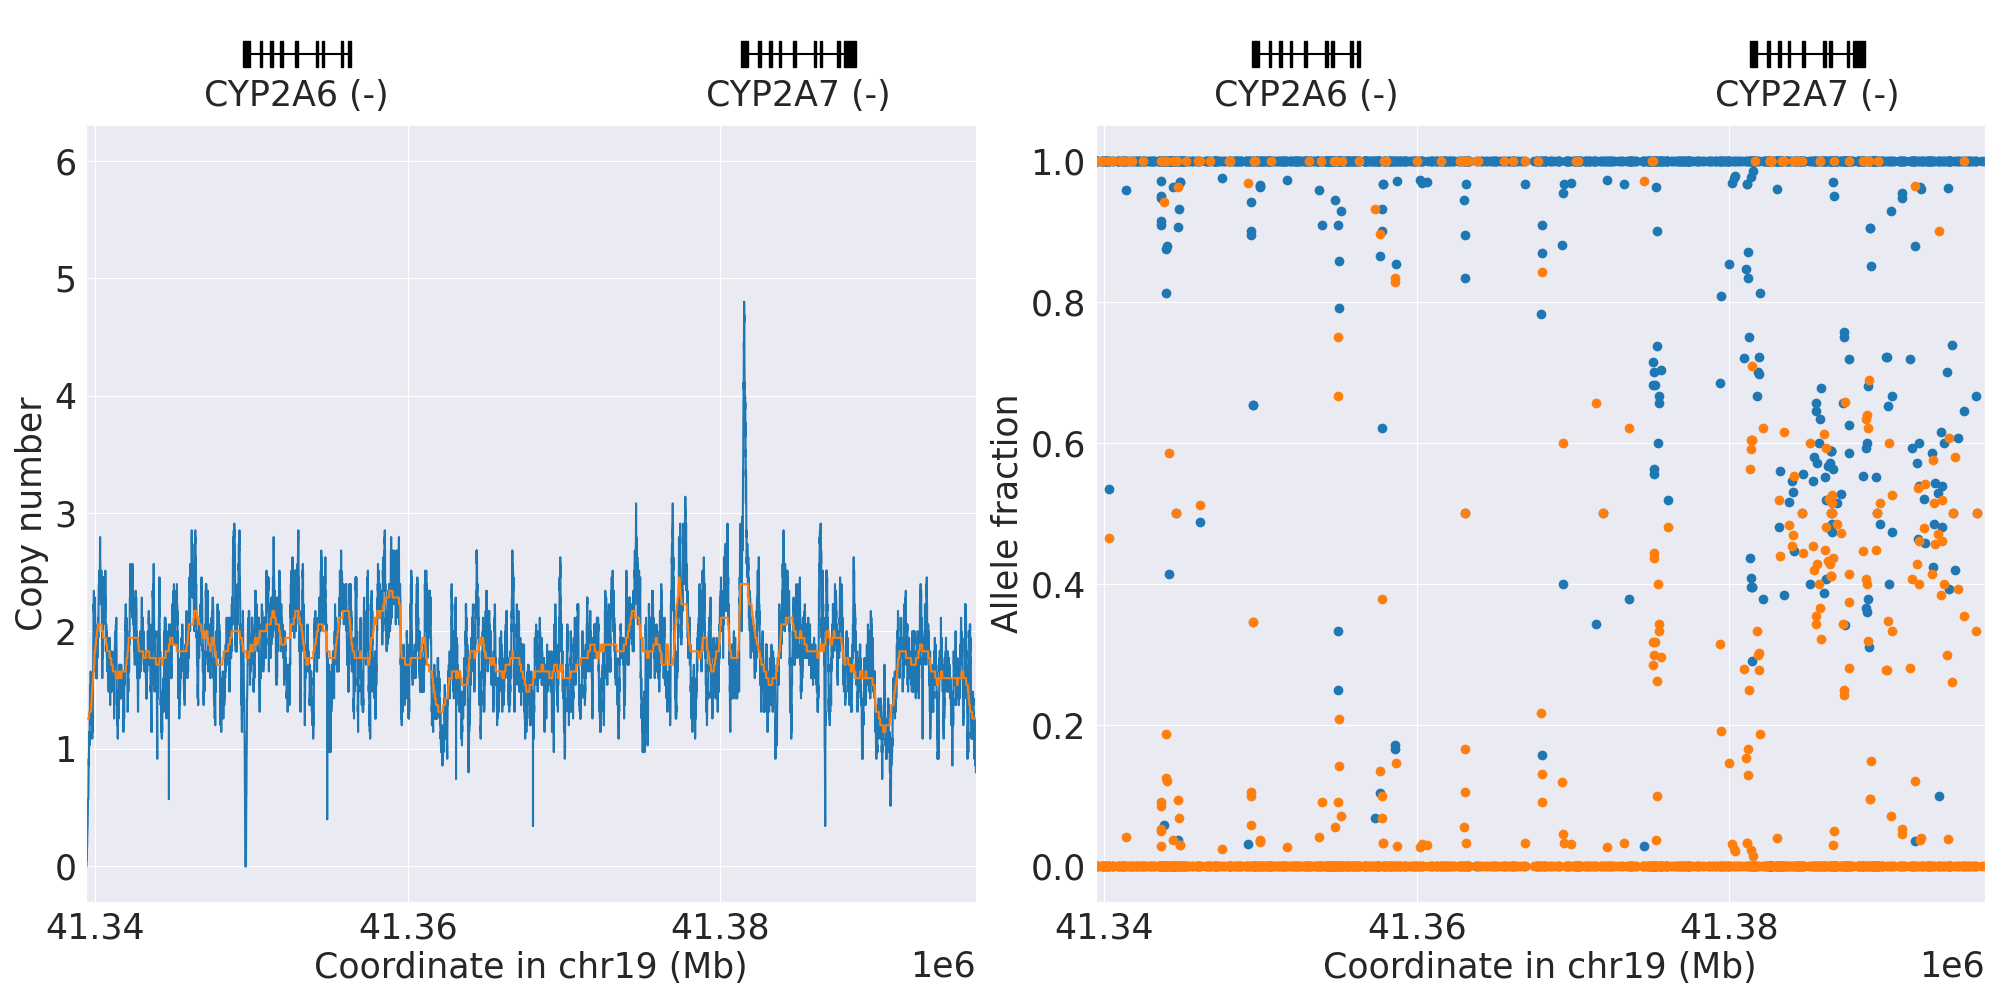 CYP2A6 (-)
CYP2A7 (-)
6
5
4
3
2
1
0
Copy number
41.34
41.36
41.38
Coordinate in chr19 (Mb)
1e6
CYP2A6 (-)
CYP2A7 (-)
1.0
0.8
0.6
0.4
0.2
0.0
Allele fraction
41.34
41.36
41.38
Coordinate in chr19 (Mb)
1e6